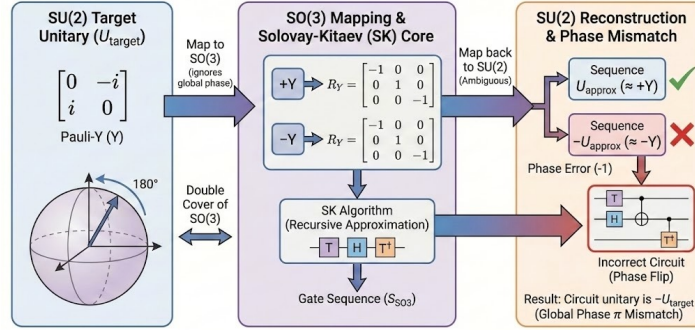 SU(2) Target
Unitary (U_target)
[0 -i]
[i 0]
Pauli-Y (Y)
180°
Map to
SO(3)
(ignores
global phase)
Double
Cover of
SO(3)
SO(3) Mapping &
Solovay-Kitaev (SK) Core
+Y
R_Y = [-1 0 0]
[0 1 0]
[0 0 -1]
-Y
R_Y = [-1 0 0]
[0 1 0]
[0 0 -1]
SK Algorithm
(Recursive Approximation)
T H T†
Gate Sequence (S_SO3)
Map back
to SU(2)
(Ambiguous)
SU(2) Reconstruction
& Phase Mismatch
Sequence
U_approx (≈ +Y)
Sequence
-U_approx (≈ -Y)
Phase Error (-1)
T
H
T†
Incorrect Circuit
(Phase Flip)
Result: Circuit unitary is -U_target
(Global Phase π Mismatch)